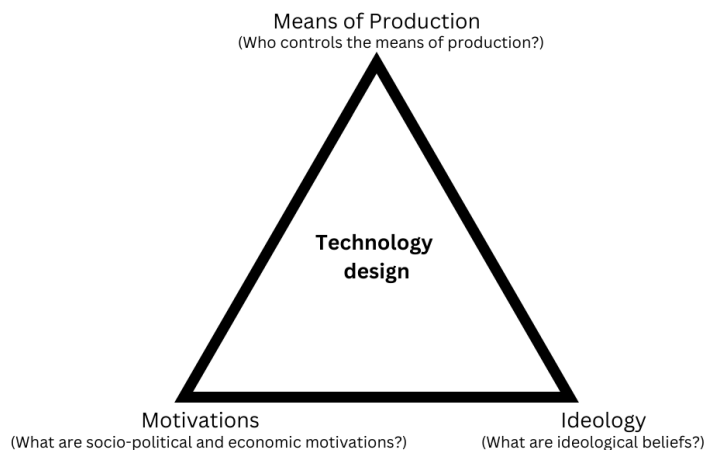 Means of Production
(Who controls the means of production?)
Technology
design
Motivations
(What are socio-political and economic motivations?)
Ideology
(What are ideological beliefs?)